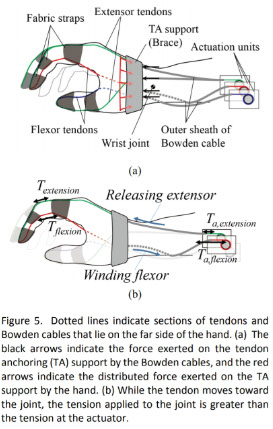 Fabric straps
Extensor tendons
TA support
(Brace)
Actuation units
Flexor tendons
Wrist joint
Outer sheath of
Bowden cable
(a)
T extension
T flexion
Releasing extensor
Winding flexor
T a,extension
T a,flexion
(b)
Figure 5. Dotted lines indicate sections of tendons and
Bowden cables that lie on the far side of the hand. (a) The
black arrows indicate the force exerted on the tendon
anchoring (TA) support by the Bowden cables, and the red
arrows indicate the distributed force exerted on the TA
support by the hand. (b) While the tendon moves toward
the joint, the tension applied to the joint is greater than
the tension at the actuator.